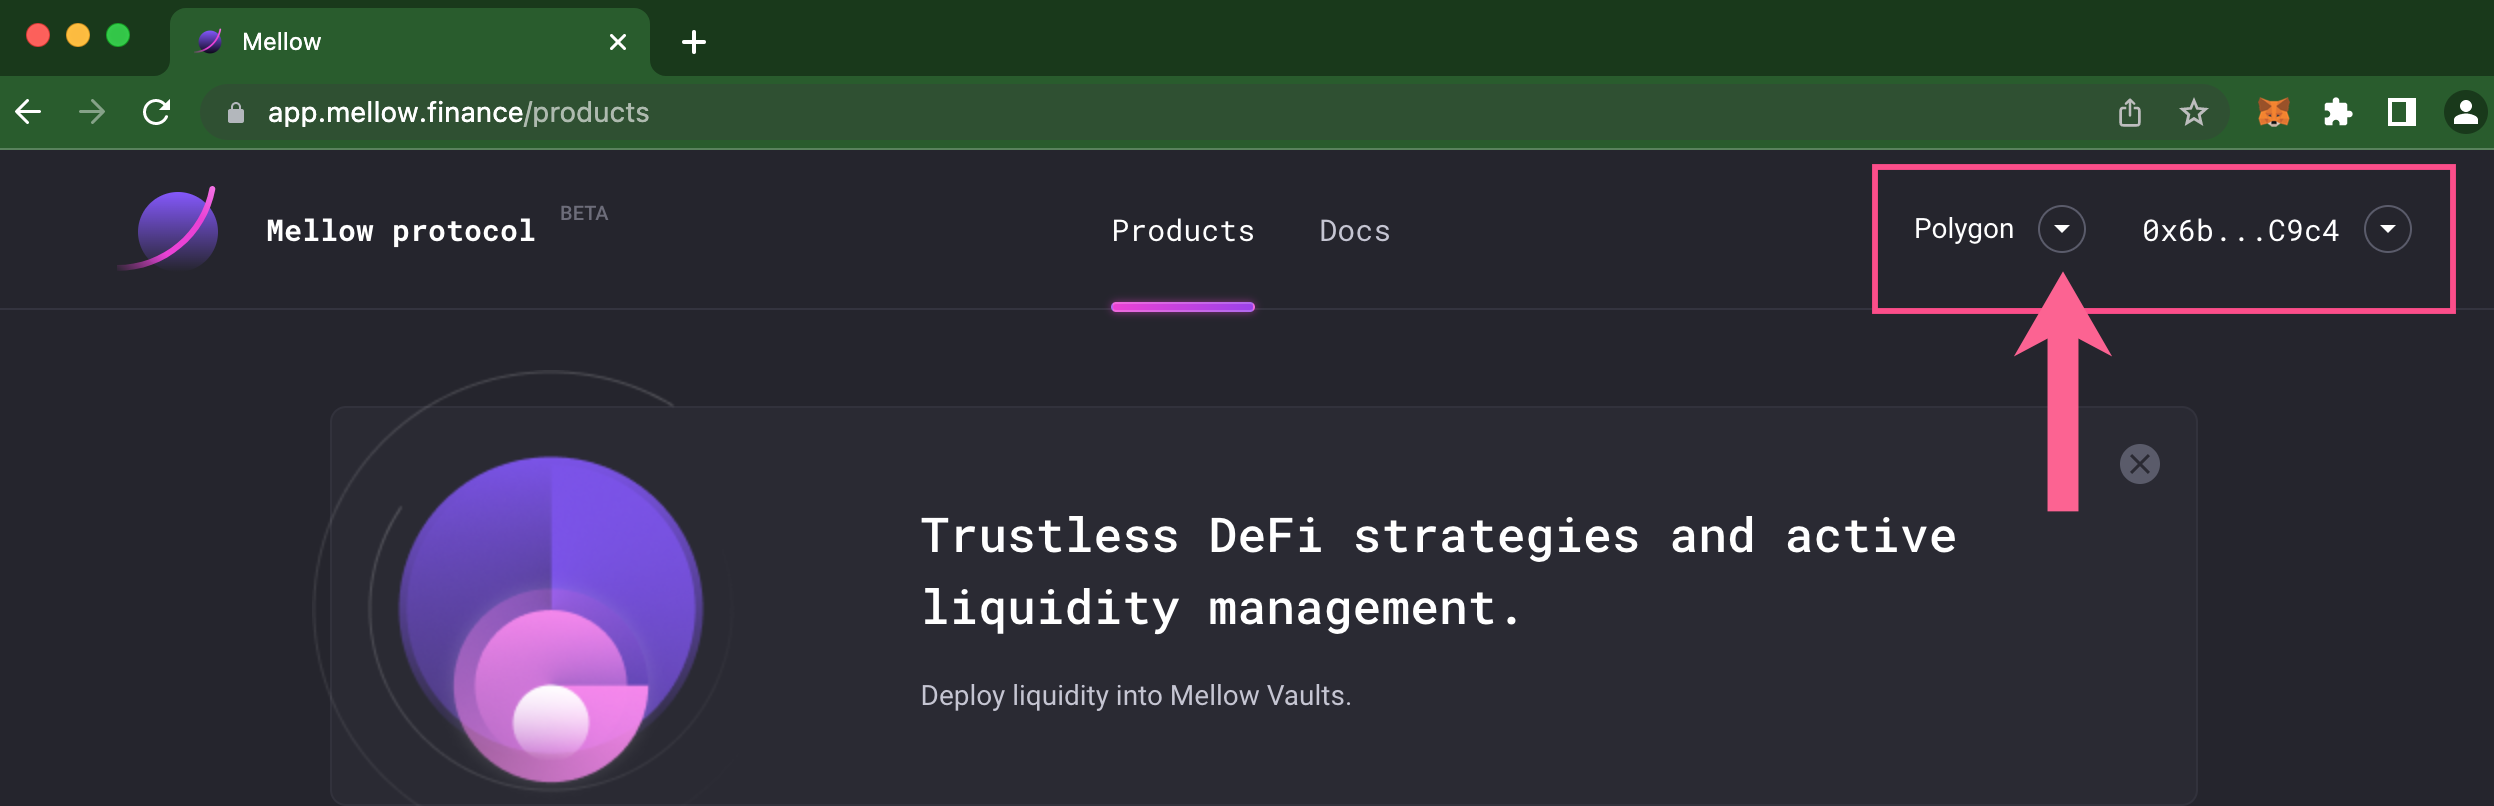 Mellow
app.mellow.finance/products
Mellow protocol BETA
Products
Docs
Polygon
0x6b...C9c4
Trustless DeFi strategies and active
liquidity management.
Deploy liquidity into Mellow Vaults.